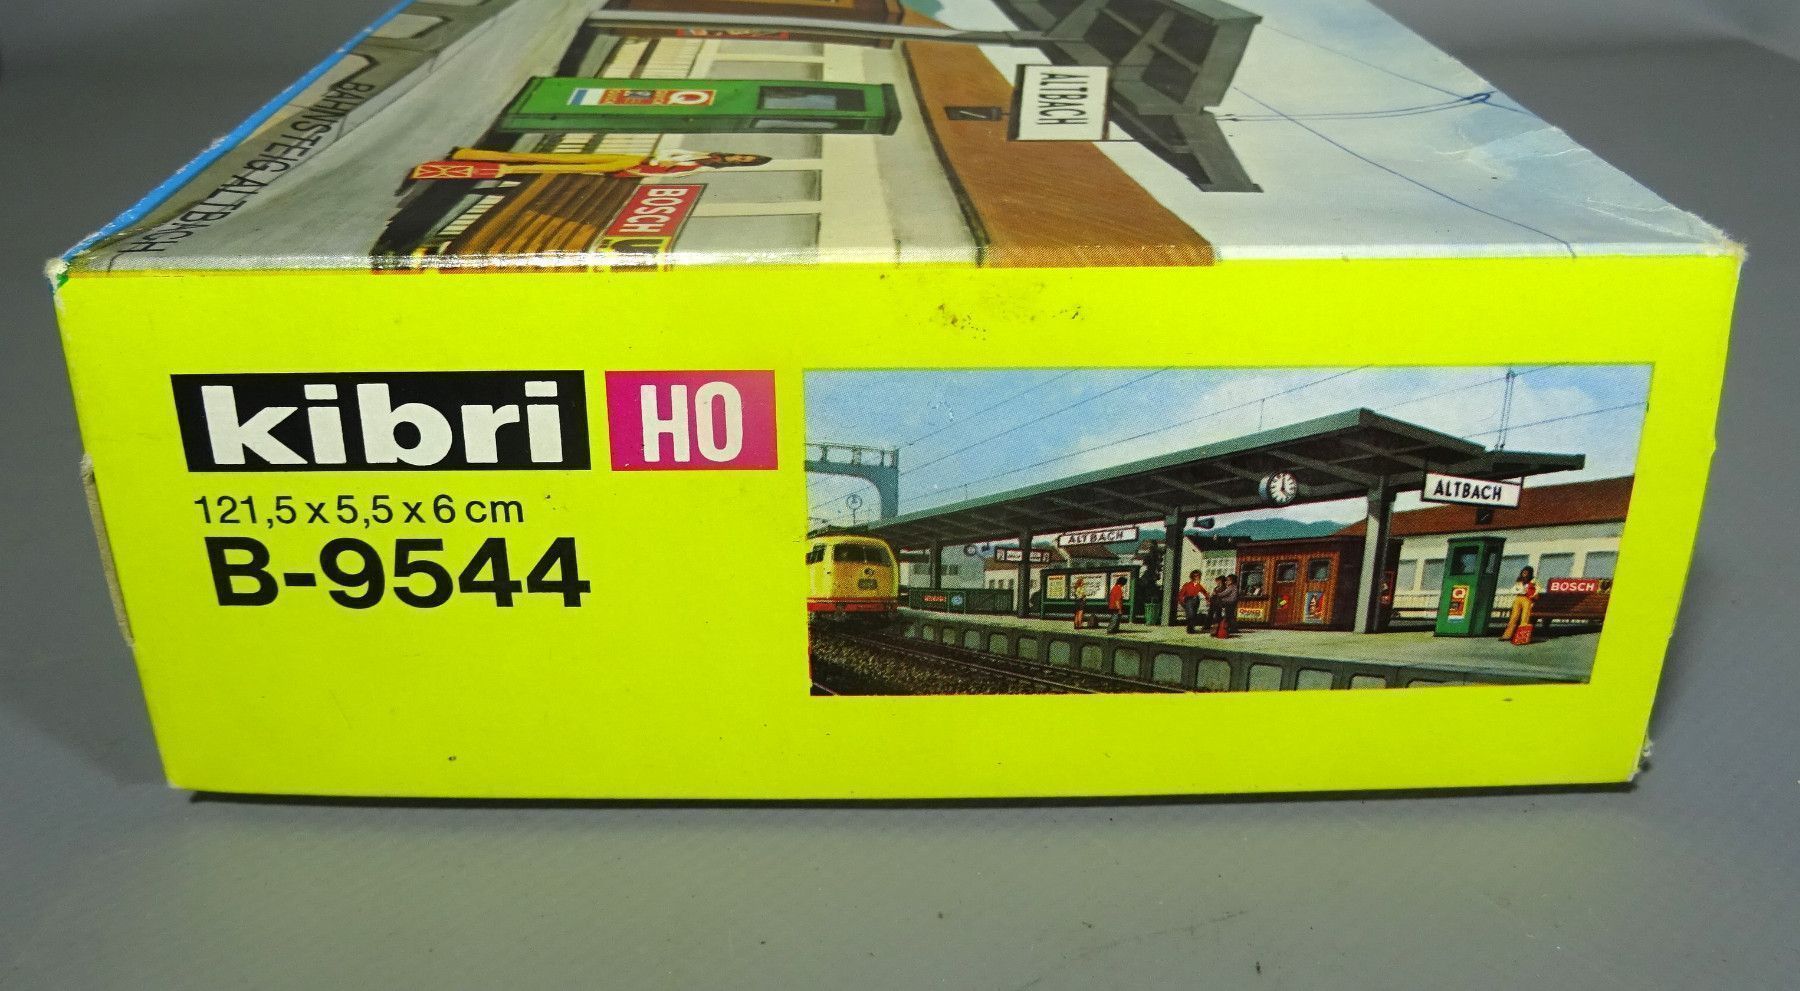 BAHNSTEIG ALTBACH
ALTBACH
Q
BOSCH
kibri HO
121,5 x 5,5 x 6 cm
B-9544
ALTBACH
ALTBACH
Q
BOSCH